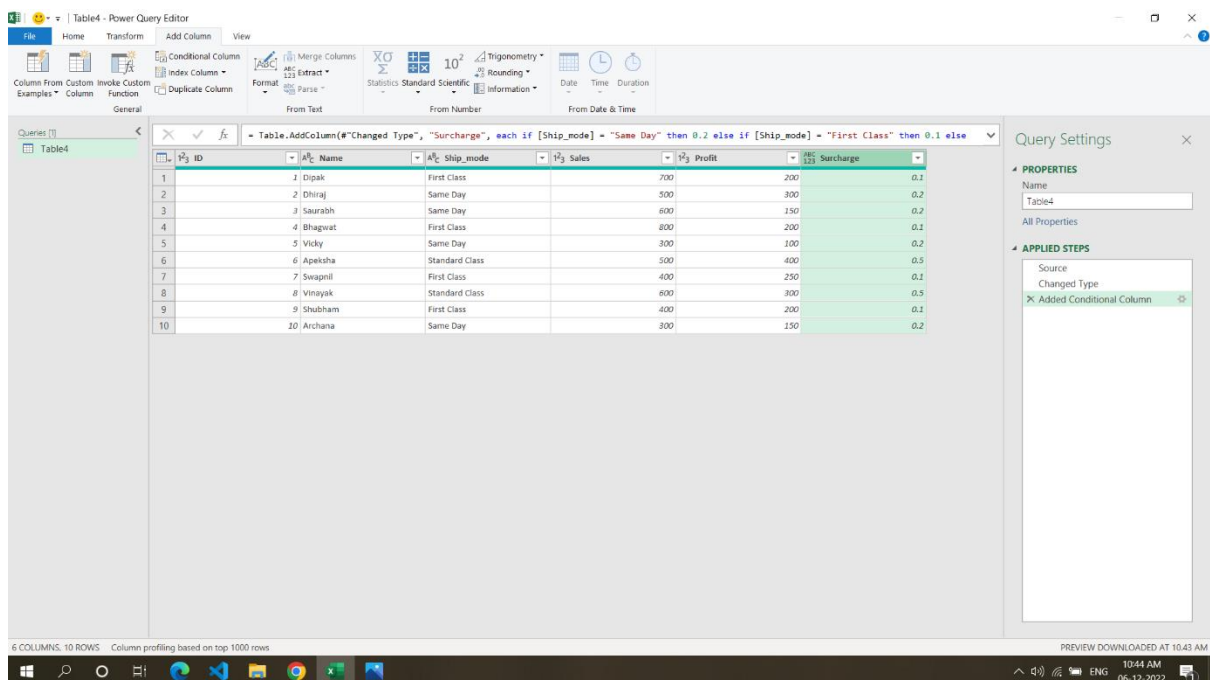 Table4 - Power Query Editor
File Home Transform Add Column View
Column From Examples
Custom Column
Invoke Custom Function
General
Conditional Column
Index Column
Duplicate Column
Format
Merge Columns
Extract
Parse
From Text
Statistics
Standard
Scientific
10²
Trigonometry
Rounding
Information
From Number
Date
Time
Duration
From Date & Time
Queries [1]
Table4
= Table.AddColumn(#"Changed Type", "Surcharge", each if [Ship_mode] = "Same Day" then 0.2 else if [Ship_mode] = "First Class" then 0.1 else
ID Name Ship_mode Sales Profit Surcharge
1 1 Dipak First Class 700 200 0.1
2 2 Dhiraj Same Day 500 300 0.2
3 3 Saurabh Same Day 600 150 0.2
4 4 Bhagwat First Class 800 200 0.1
5 5 Vicky Same Day 300 100 0.2
6 6 Apeksha Standard Class 500 400 0.5
7 7 Swapnil First Class 400 250 0.1
8 8 Vinayak Standard Class 600 300 0.5
9 9 Shubham First Class 400 200 0.1
10 10 Archana Same Day 300 150 0.2
Query Settings
PROPERTIES
Name
Table4
All Properties
APPLIED STEPS
Source
Changed Type
Added Conditional Column
6 COLUMNS, 10 ROWS Column profiling based on top 1000 rows
PREVIEW DOWNLOADED AT 10.43 AM
ENG
10:44 AM
06-12-2022